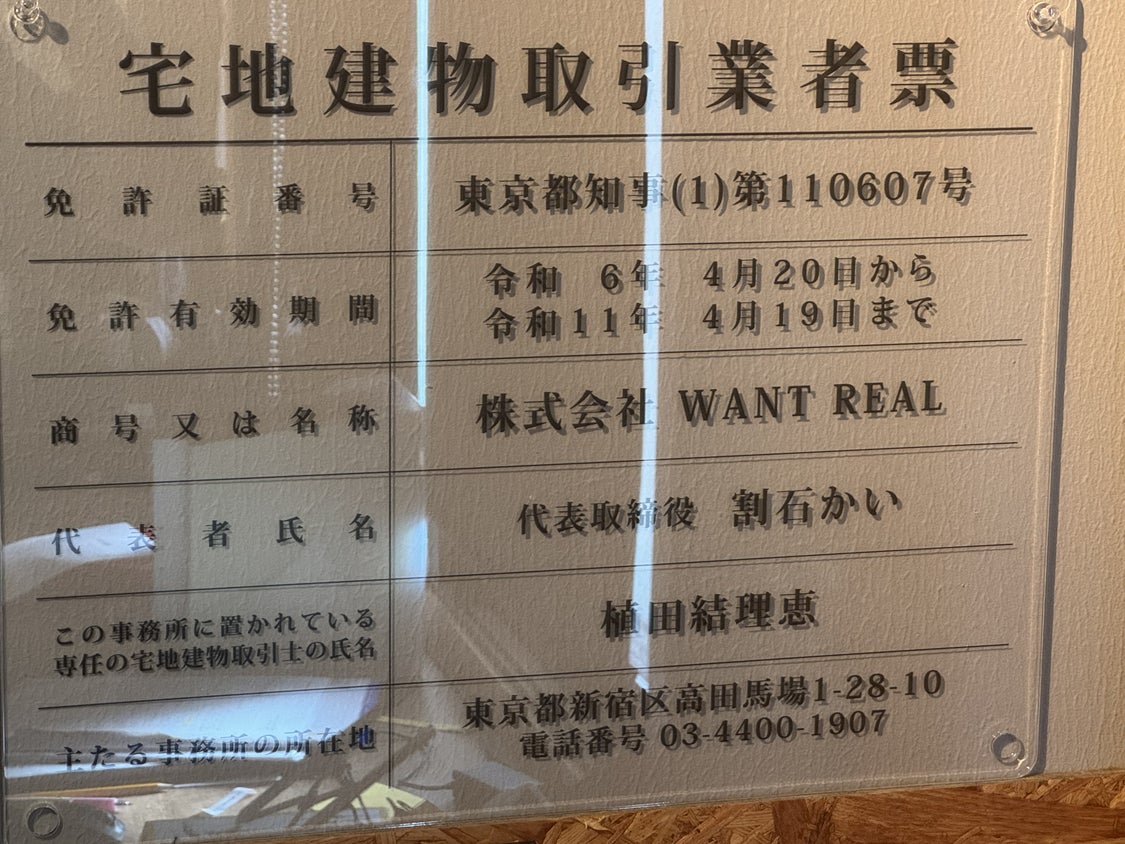 宅地建物取引業者票
免許証番号 東京都知事(1)第110607号
免許有効期間 令和 6年 4月20日から
令和11年 4月19日まで
商号又は名称 株式会社 WANT REAL
代表者氏名 代表取締役 割石かい
この事務所に置かれている
専任の宅地建物取引士の氏名 植田結理恵
主たる事務所の所在地 東京都新宿区高田馬場1-28-10
電話番号 03-4400-1907